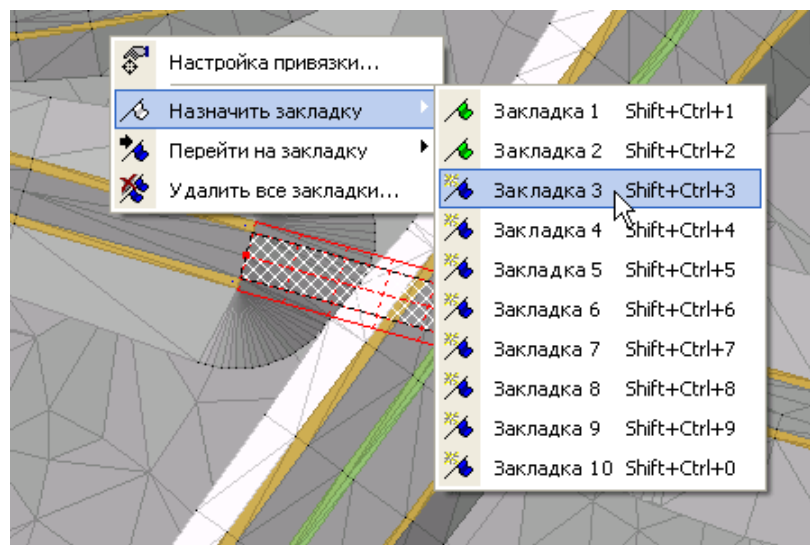 Настройка привязки...
Назначить закладку
Перейти на закладку
Удалить все закладки...
Закладка 1 Shift+Ctrl+1
Закладка 2 Shift+Ctrl+2
Закладка 3 Shift+Ctrl+3
Закладка 4 Shift+Ctrl+4
Закладка 5 Shift+Ctrl+5
Закладка 6 Shift+Ctrl+6
Закладка 7 Shift+Ctrl+7
Закладка 8 Shift+Ctrl+8
Закладка 9 Shift+Ctrl+9
Закладка 10 Shift+Ctrl+0